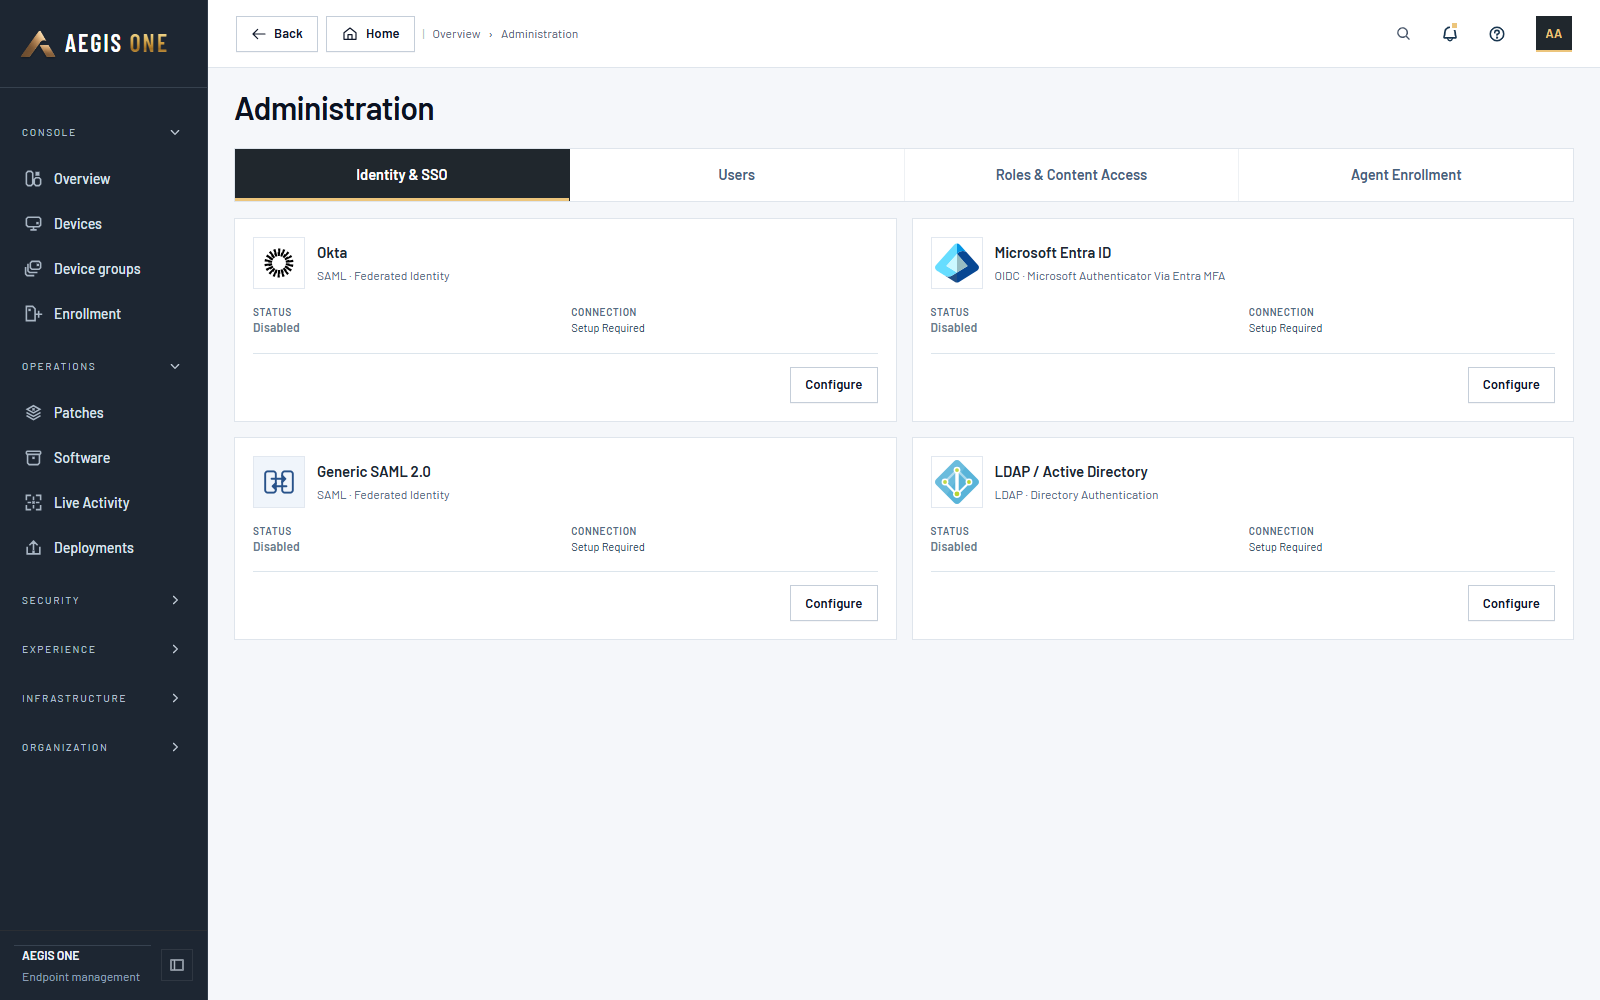 AEGIS ONE
CONSOLE
Overview
Devices
Device groups
Enrollment
OPERATIONS
Patches
Software
Live Activity
Deployments
SECURITY
EXPERIENCE
INFRASTRUCTURE
ORGANIZATION
AEGIS ONE
Endpoint management
Back
Home
Overview › Administration
AA
Administration
Identity & SSO
Users
Roles & Content Access
Agent Enrollment
Okta
SAML · Federated Identity
STATUS
Disabled
CONNECTION
Setup Required
Configure
Microsoft Entra ID
OIDC · Microsoft Authenticator Via Entra MFA
STATUS
Disabled
CONNECTION
Setup Required
Configure
Generic SAML 2.0
SAML · Federated Identity
STATUS
Disabled
CONNECTION
Setup Required
Configure
LDAP / Active Directory
LDAP · Directory Authentication
STATUS
Disabled
CONNECTION
Setup Required
Configure